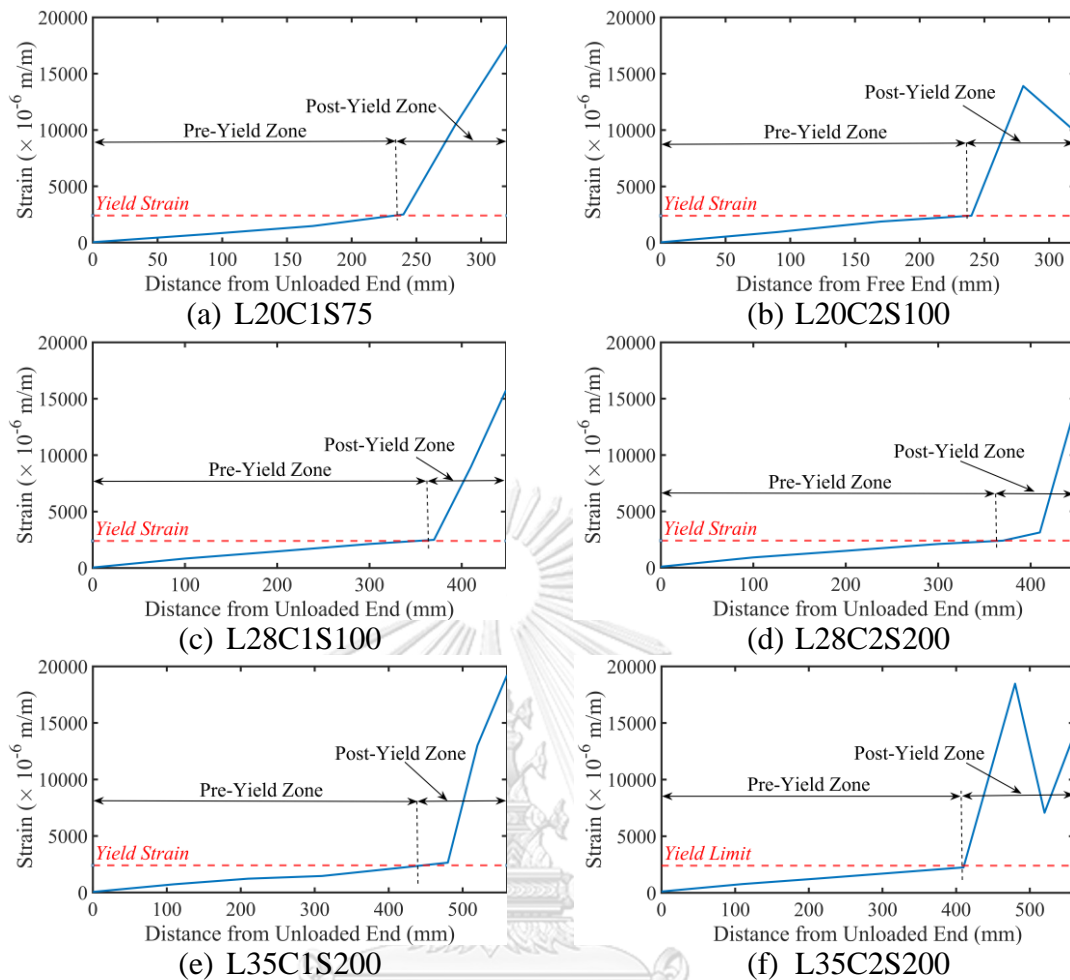 20000
15000
10000
5000
0
Strain (× 10⁻⁶ m/m)
Post-Yield Zone
Pre-Yield Zone
Yield Strain
0 50 100 150 200 250 300
Distance from Unloaded End (mm)
(a) L20C1S75
20000
15000
10000
5000
0
Strain (× 10⁻⁶ m/m)
Post-Yield Zone
Pre-Yield Zone
Yield Strain
0 50 100 150 200 250 300
Distance from Free End (mm)
(b) L20C2S100
20000
15000
10000
5000
0
Strain (× 10⁻⁶ m/m)
Post-Yield Zone
Pre-Yield Zone
Yield Strain
0 100 200 300 400
Distance from Unloaded End (mm)
(c) L28C1S100
20000
15000
10000
5000
0
Strain (× 10⁻⁶ m/m)
Post-Yield Zone
Pre-Yield Zone
Yield Strain
0 100 200 300 400
Distance from Unloaded End (mm)
(d) L28C2S200
20000
15000
10000
5000
0
Strain (× 10⁻⁶ m/m)
Post-Yield Zone
Pre-Yield Zone
Yield Strain
0 100 200 300 400 500
Distance from Unloaded End (mm)
(e) L35C1S200
20000
15000
10000
5000
0
Strain (× 10⁻⁶ m/m)
Post-Yield Zone
Pre-Yield Zone
Yield Limit
0 100 200 300 400 500
Distance from Unloaded End (mm)
(f) L35C2S200